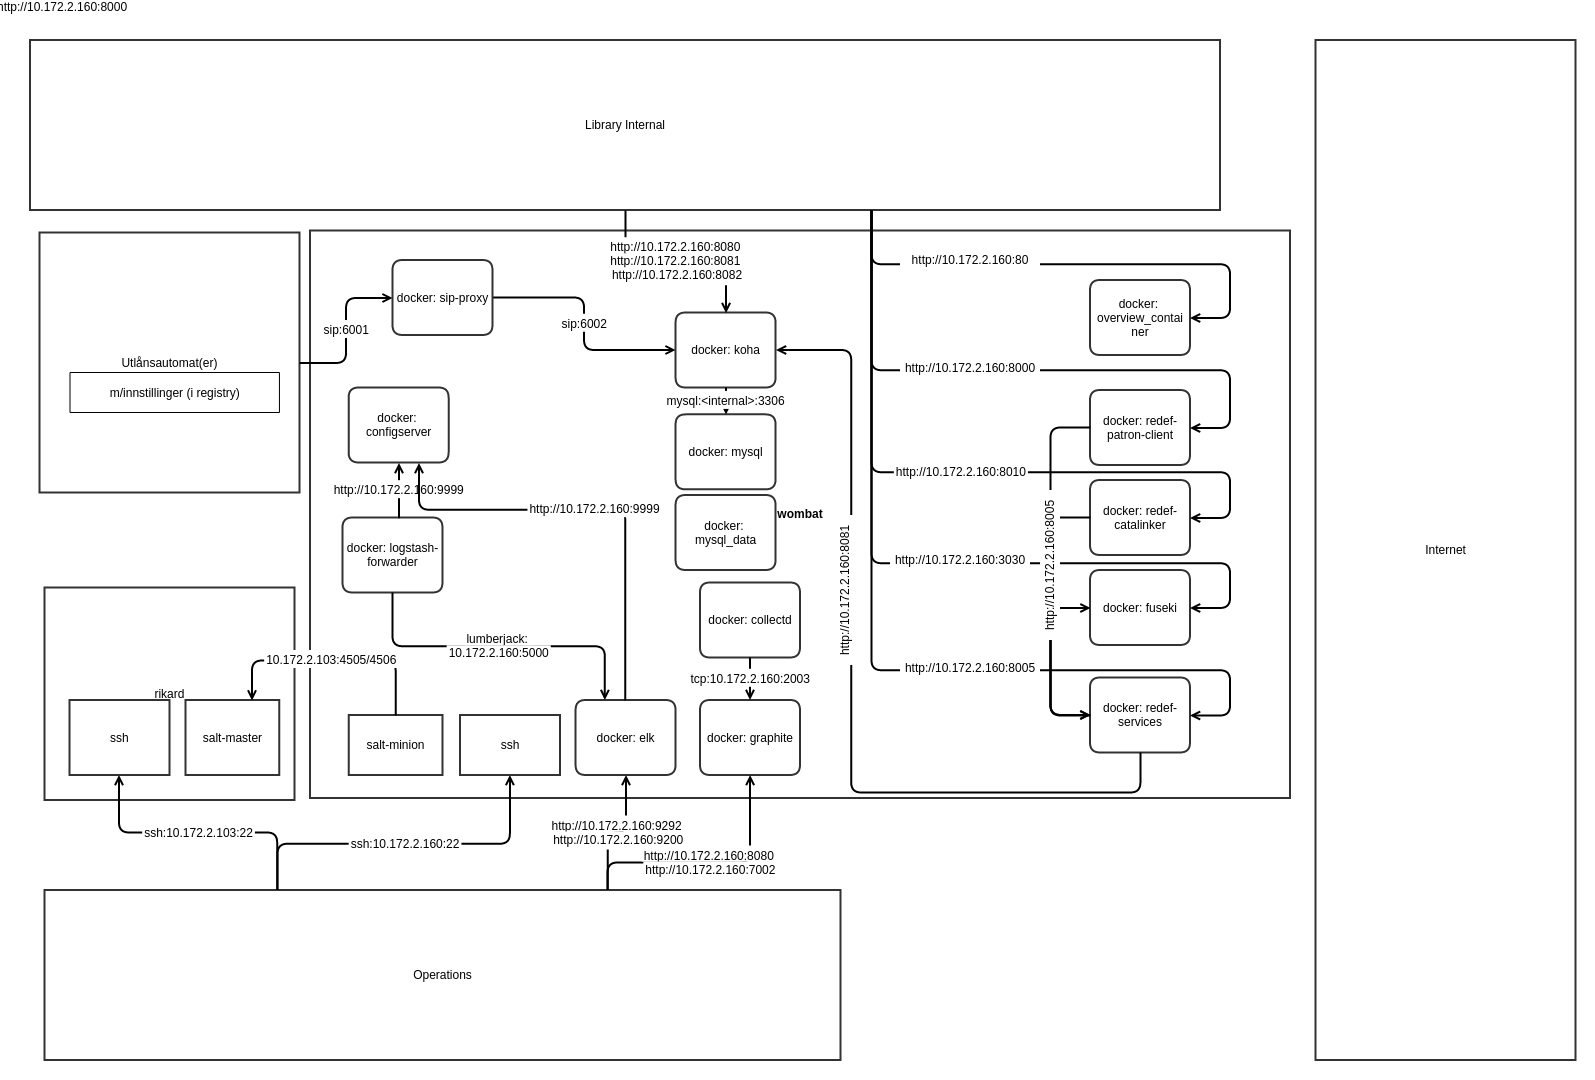 http://10.172.2.160:8000
Library Internal
http://10.172.2.160:8080
http://10.172.2.160:8081
http://10.172.2.160:8082
http://10.172.2.160:80
docker: sip-proxy
docker:
overview_contai
ner
sip:6001
sip:6002
docker: koha
Utlånsautomat(er)
m/innstillinger (i registry)
http://10.172.2.160:8000
mysql:<internal>:3306
docker:
configserver
docker: redef-
patron-client
docker: mysql
http://10.172.2.160:8010
http://10.172.2.160:9999
http://10.172.2.160:9999
wombat
docker:
mysql_data
docker: redef-
catalinker
docker: logstash-
forwarder
http://10.172.2.160:8081
http://10.172.2.160:8005
http://10.172.2.160:3030
Internet
docker: fuseki
docker: collectd
lumberjack:
10.172.2.160:5000
10.172.2.103:4505/4506
http://10.172.2.160:8005
tcp:10.172.2.160:2003
rikard
ssh
salt-master
salt-minion
ssh
docker: elk
docker: graphite
docker: redef-
services
ssh:10.172.2.103:22
ssh:10.172.2.160:22
http://10.172.2.160:9292
http://10.172.2.160:9200
http://10.172.2.160:8080
http://10.172.2.160:7002
Operations